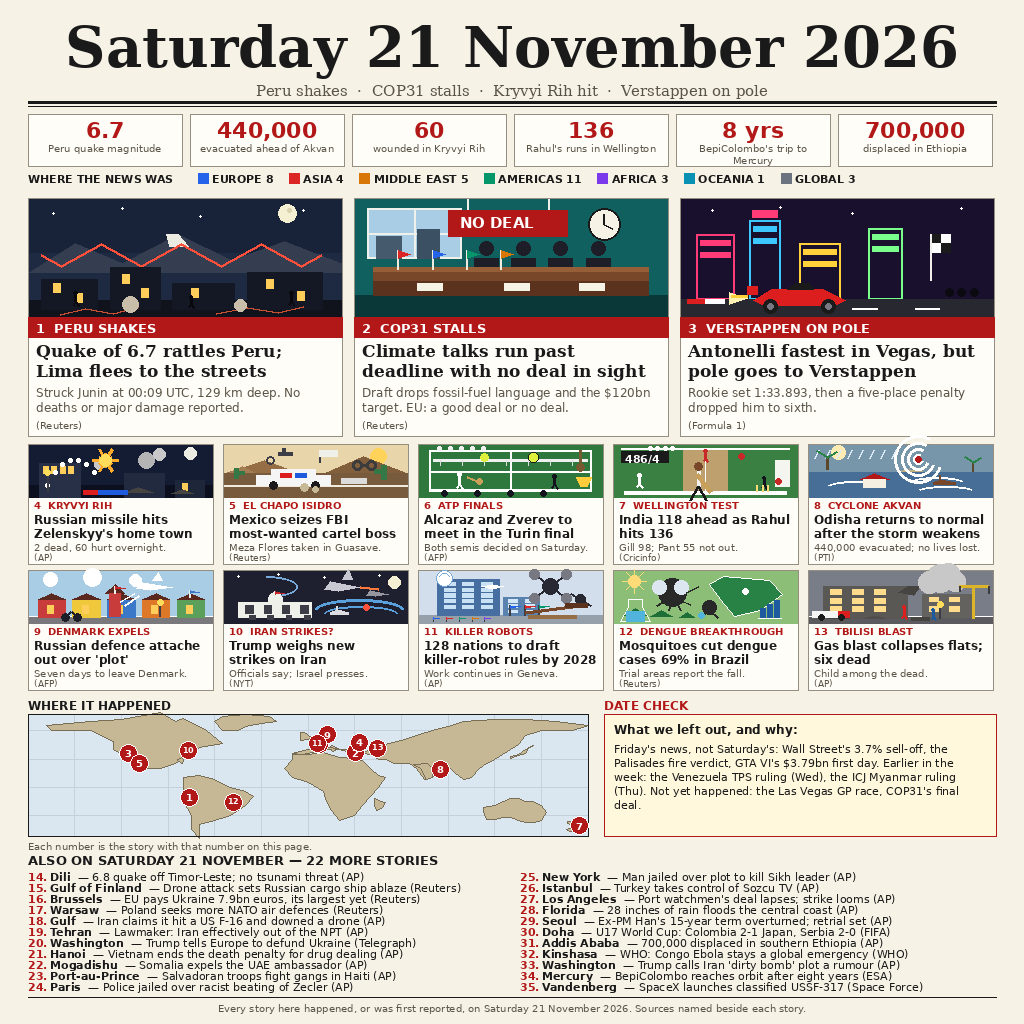 Saturday 21 November 2026
Peru shakes · COP31 stalls · Kryvyi Rih hit · Verstappen on pole
6.7
Peru quake magnitude
440,000
evacuated ahead of Akvan
60
wounded in Kryvyi Rih
136
Rahul's runs in Wellington
8 yrs
BepiColombo's trip to
Mercury
700,000
displaced in Ethiopia
WHERE THE NEWS WAS EUROPE 8 ASIA 4 MIDDLE EAST 5 AMERICAS 11 AFRICA 3 OCEANIA 1 GLOBAL 3
1 PERU SHAKES
Quake of 6.7 rattles Peru;
Lima flees to the streets
Struck Junin at 00:09 UTC, 129 km deep. No
deaths or major damage reported.
(Reuters)
NO DEAL
2 COP31 STALLS
Climate talks run past
deadline with no deal in sight
Draft drops fossil-fuel language and the $120bn
target. EU: a good deal or no deal.
(Reuters)
3 VERSTAPPEN ON POLE
Antonelli fastest in Vegas, but
pole goes to Verstappen
Rookie set 1:33.893, then a five-place penalty
dropped him to sixth.
(Formula 1)
4 KRYVYI RIH
Russian missile hits
Zelenskyy's home town
2 dead, 60 hurt overnight.
(AP)
5 EL CHAPO ISIDRO
Mexico seizes FBI
most-wanted cartel boss
Meza Flores taken in Guasave.
(Reuters)
6 ATP FINALS
Alcaraz and Zverev to
meet in the Turin final
Both semis decided on Saturday.
(AFP)
486/4
7 WELLINGTON TEST
India 118 ahead as Rahul
hits 136
Gill 98; Pant 55 not out.
(Cricinfo)
8 CYCLONE AKVAN
Odisha returns to normal
after the storm weakens
440,000 evacuated; no lives lost.
(PTI)
9 DENMARK EXPELS
Russian defence attache
out over 'plot'
Seven days to leave Denmark.
(AFP)
10 IRAN STRIKES?
Trump weighs new
strikes on Iran
Officials say; Israel presses.
(NYT)
11 KILLER ROBOTS
128 nations to draft
killer-robot rules by 2028
Work continues in Geneva.
(AP)
12 DENGUE BREAKTHROUGH
Mosquitoes cut dengue
cases 69% in Brazil
Trial areas report the fall.
(Reuters)
13 TBILISI BLAST
Gas blast collapses flats;
six dead
Child among the dead.
(AP)
WHERE IT HAPPENED
3
5
10
1
12
9
11
4
2
13
8
7
Each number is the story with that number on this page.
DATE CHECK
What we left out, and why:
Friday's news, not Saturday's: Wall Street's 3.7% sell-off, the
Palisades fire verdict, GTA VI's $3.79bn first day. Earlier in the
week: the Venezuela TPS ruling (Wed), the ICJ Myanmar ruling
(Thu). Not yet happened: the Las Vegas GP race, COP31's final
deal.
ALSO ON SATURDAY 21 NOVEMBER — 22 MORE STORIES
14. Dili — 6.8 quake off Timor-Leste; no tsunami threat (AP)
15. Gulf of Finland — Drone attack sets Russian cargo ship ablaze (Reuters)
16. Brussels — EU pays Ukraine 7.9bn euros, its largest yet (Reuters)
17. Warsaw — Poland seeks more NATO air defences (Reuters)
18. Gulf — Iran claims it hit a US F-16 and downed a drone (AP)
19. Tehran — Lawmaker: Iran effectively out of the NPT (AP)
20. Washington — Trump tells Europe to defund Ukraine (Telegraph)
21. Hanoi — Vietnam ends the death penalty for drug dealing (AP)
22. Mogadishu — Somalia expels the UAE ambassador (AP)
23. Port-au-Prince — Salvadoran troops fight gangs in Haiti (AP)
24. Paris — Police jailed over racist beating of Zecler (AP)
25. New York — Man jailed over plot to kill Sikh leader (AP)
26. Istanbul — Turkey takes control of Sozcu TV (AP)
27. Los Angeles — Port watchmen's deal lapses; strike looms (AP)
28. Florida — 28 inches of rain floods the central coast (AP)
29. Seoul — Ex-PM Han's 15-year term overturned; retrial set (AP)
30. Doha — U17 World Cup: Colombia 2-1 Japan, Serbia 2-0 (FIFA)
31. Addis Ababa — 700,000 displaced in southern Ethiopia (AP)
32. Kinshasa — WHO: Congo Ebola stays a global emergency (WHO)
33. Washington — Trump calls Iran 'dirty bomb' plot a rumour (AP)
34. Mercury — BepiColombo reaches orbit after eight years (ESA)
35. Vandenberg — SpaceX launches classified USSF-317 (Space Force)
Every story here happened, or was first reported, on Saturday 21 November 2026. Sources named beside each story.